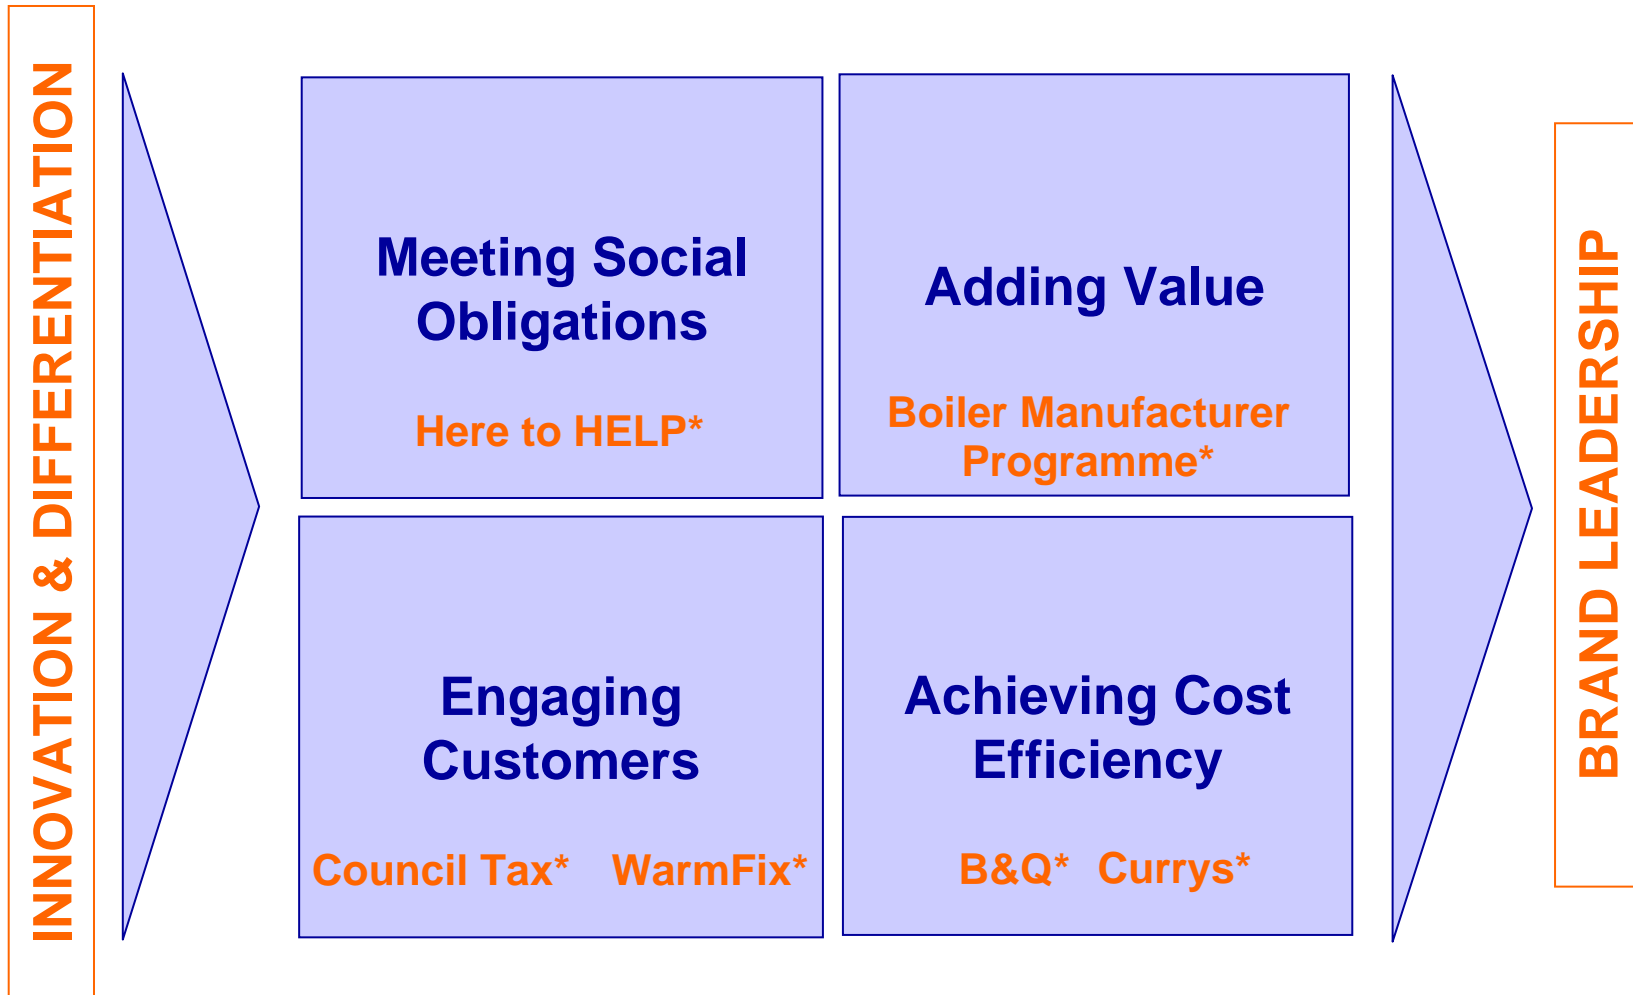 INNOVATION & DIFFERENTIATION
Meeting Social
Obligations
Here to HELP*
Adding Value
Boiler Manufacturer
Programme*
Engaging
Customers
Council Tax* WarmFix*
Achieving Cost
Efficiency
B&Q* Currys*
BRAND LEADERSHIP